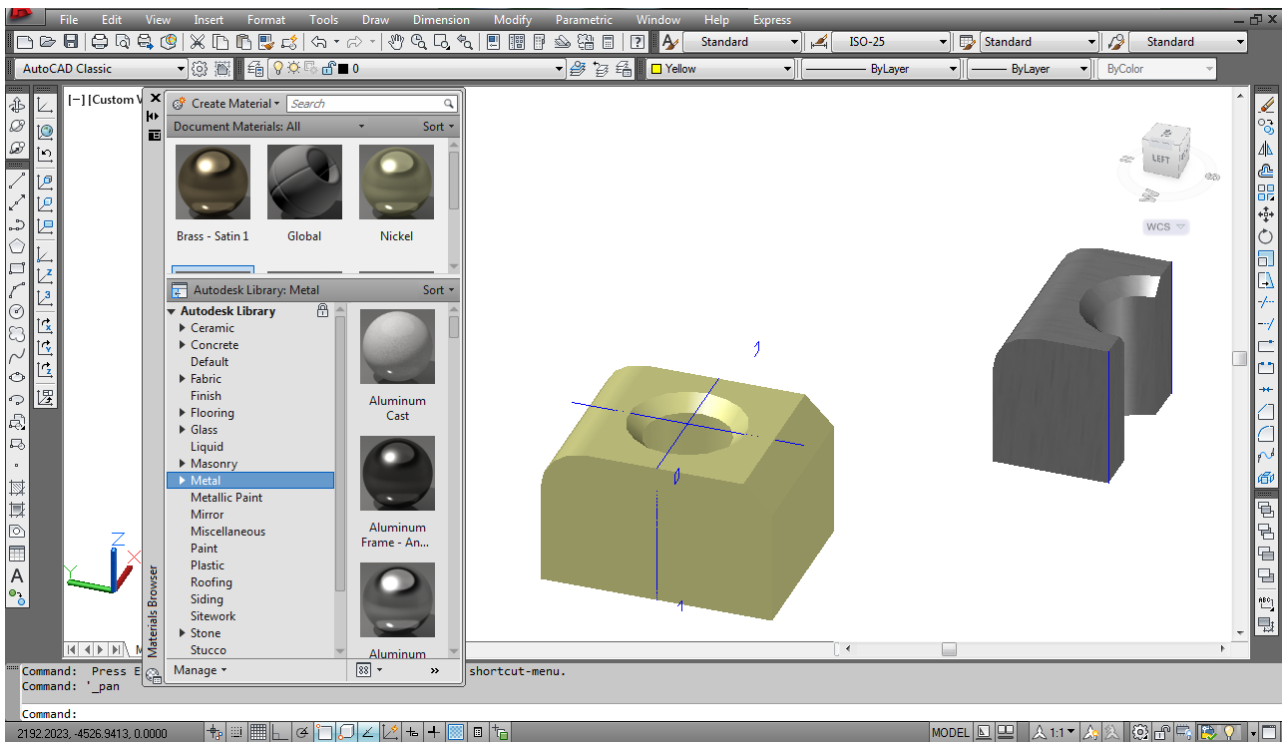 File Edit View Insert Format Tools Draw Dimension Modify Parametric Window Help Express
Standard ISO-25 Standard Standard
AutoCAD Classic 0 Yellow ByLayer ByLayer ByColor
[−] [Custom V
Create Material Search
Document Materials: All Sort
Brass - Satin 1 Global Nickel
Autodesk Library: Metal Sort
Autodesk Library
Ceramic
Concrete
Default
Fabric
Finish
Flooring
Glass
Liquid
Masonry
Metal
Metallic Paint
Mirror
Miscellaneous
Paint
Plastic
Roofing
Siding
Sitework
Stone
Stucco
Aluminum
Cast
Aluminum
Frame - An...
Aluminum
Manage
Materials Browser
LEFT
WCS
Z
X
Y
Command: Press E shortcut-menu.
Command: '_pan
Command:
2192.2023, -4526.9413, 0.0000 MODEL 1:1